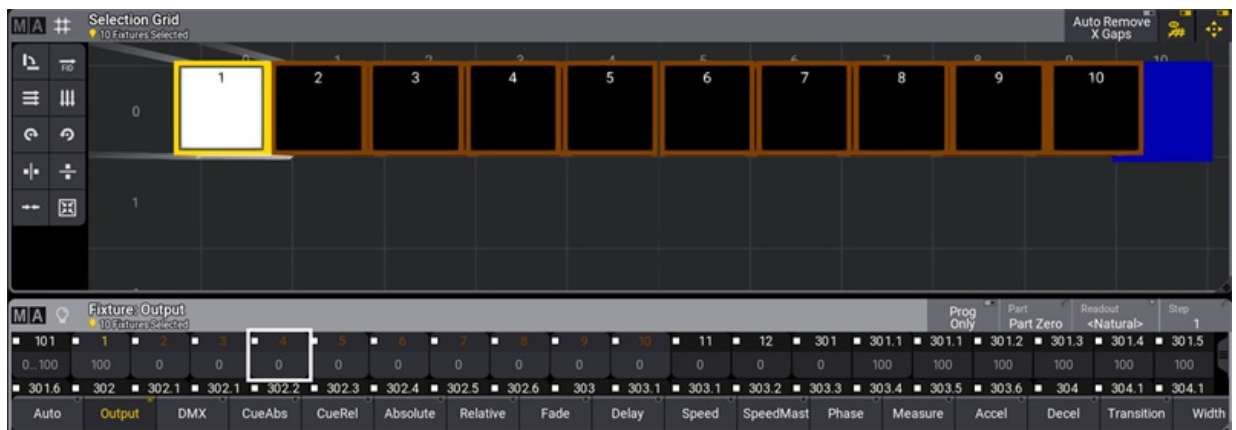 MA Selection Grid
10 Fixtures Selected
Auto Remove
X Gaps
FID
0 1 2 3 4 5 6 7 8 9 10
1 2 3 4 5 6 7 8 9 10
0
1
MA Fixture: Output
10 Fixtures Selected
Prog Only
Part
Part Zero
Readout
<Natural>
Step
1
101 1 2 3 4 5 6 7 8 9 10 11 12 301 301.1 301.1 301.2 301.3 301.4 301.5
0...100 100 0 0 0 0 0 0 0 0 0 0 0 0 100 100 100 100 100 100
301.6 302 302.1 302.1 302.2 302.3 302.4 302.5 302.6 303 303.1 303.1 303.2 303.3 303.4 303.5 303.6 304 304.1 304.1
Auto Output DMX CueAbs CueRel Absolute Relative Fade Delay Speed SpeedMast Phase Measure Accel Decel Transition Width